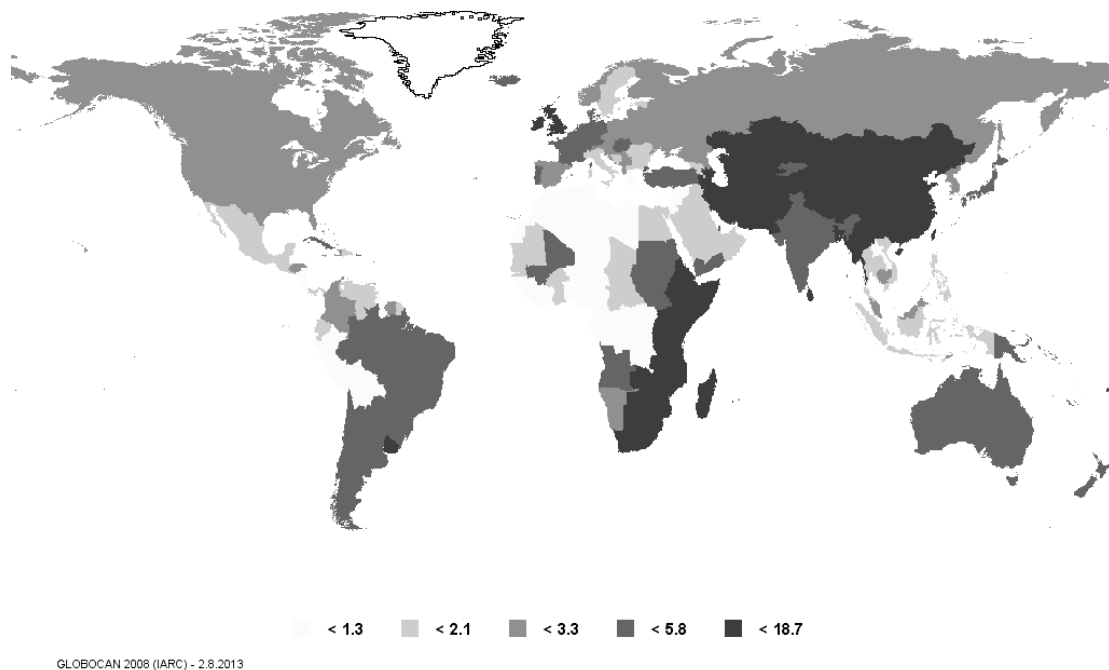 < 1.3 < 2.1 < 3.3 < 5.8 < 18.7
GLOBOCAN 2008 (IARC) - 2.8.2013